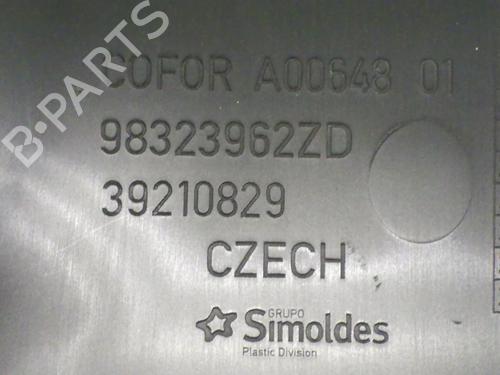 COFOR A00648 01
98323962ZD
39210829
CZECH
GRUPO
Simoldes
Plastic Division
B-PARTS